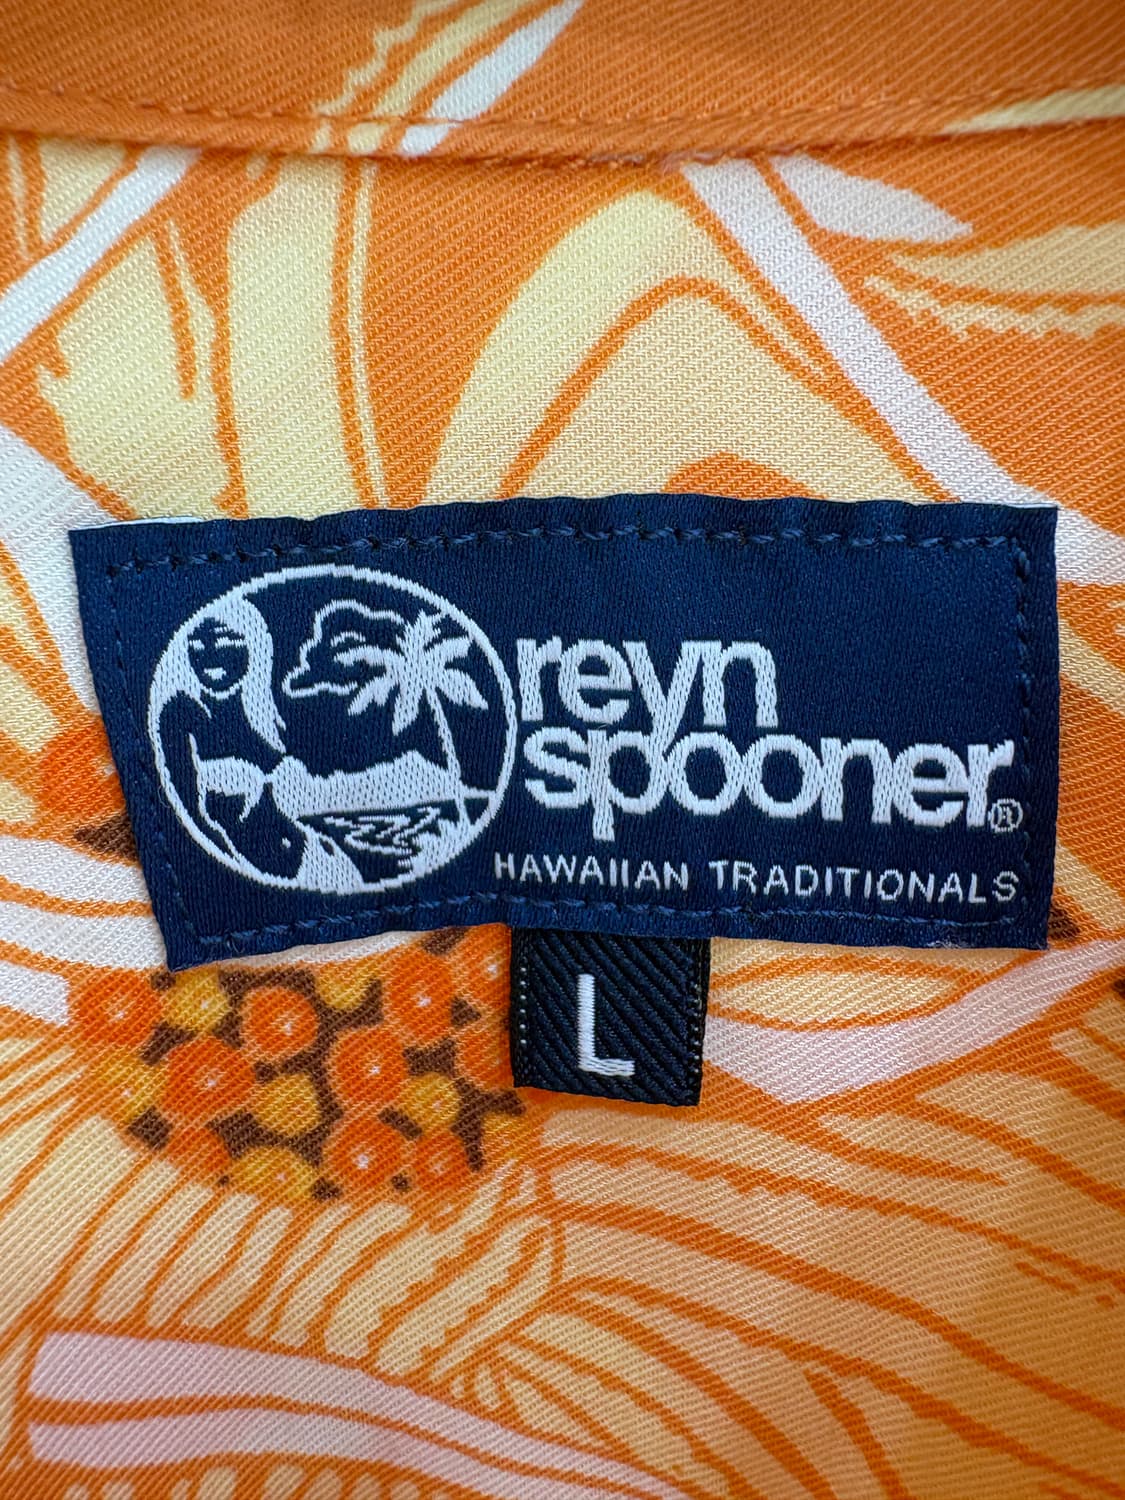 reyn
spooner®
HAWAIIAN TRADITIONALS
L